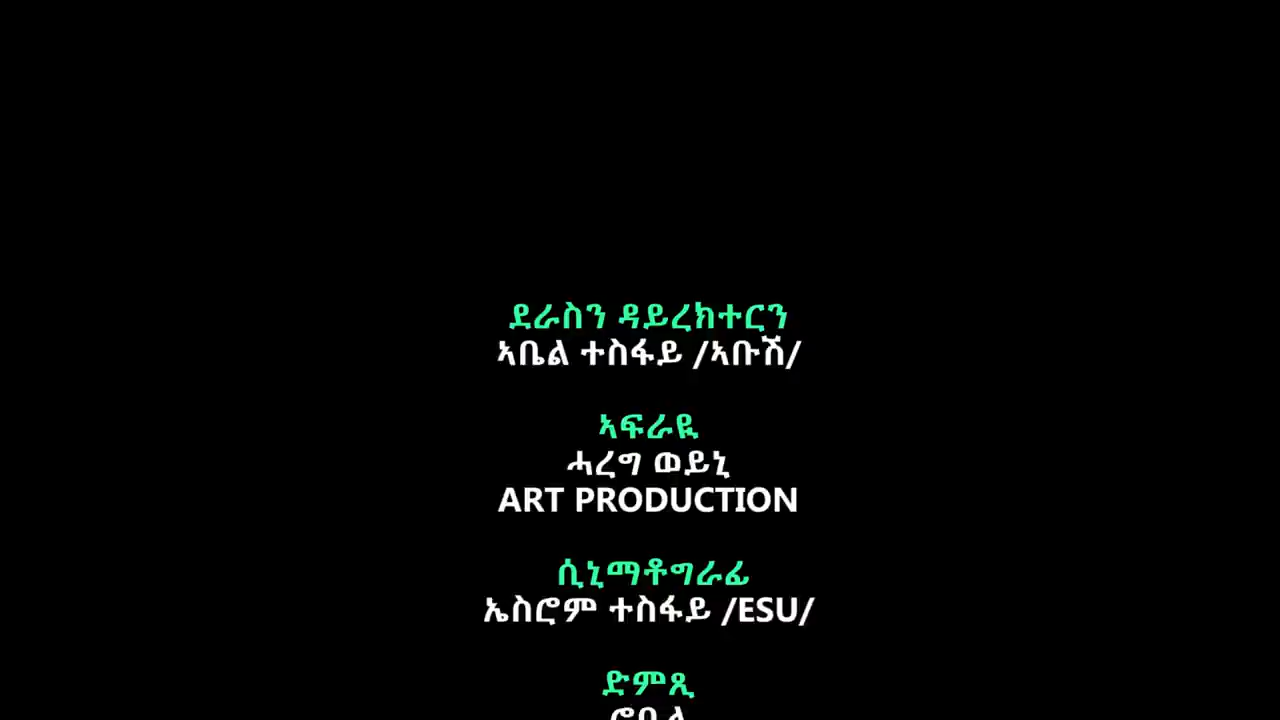 ደራስን ዳይረክተርን
ኣቤል ተስፋይ /ኣቡሽ/
ኣፍራዪ
ሓረግ ወይኒ
ART PRODUCTION
ሲኒማቶግራፊ
ኤስሮም ተስፋይ /ESU/
ድምጺ